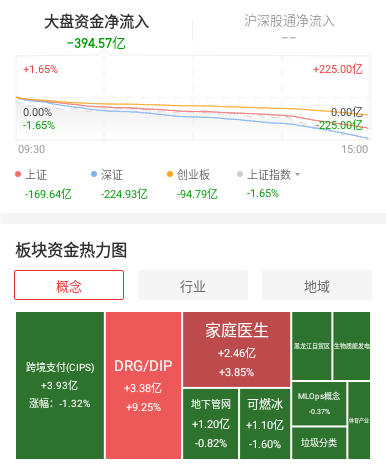 大盘资金净流入
沪深股通净流入
-394.57亿
--
+1.65%
+225.00亿
0.00%
0.00亿
-1.65%
-225.00亿
09:30
15:00
上证
深证
创业板
上证指数
-169.64亿
-224.93亿
-94.79亿
-1.65%
板块资金热力图
概念
行业
地域
跨境支付(CIPS)
+3.93亿
涨幅：-1.32%
DRG/DIP
+3.38亿
+9.25%
家庭医生
+2.46亿
+3.85%
地下管网
+1.20亿
-0.82%
可燃冰
+1.10亿
-1.60%
黑龙江自贸区
生物质能发电
MLOps概念
-0.37%
垃圾分类
体育产业